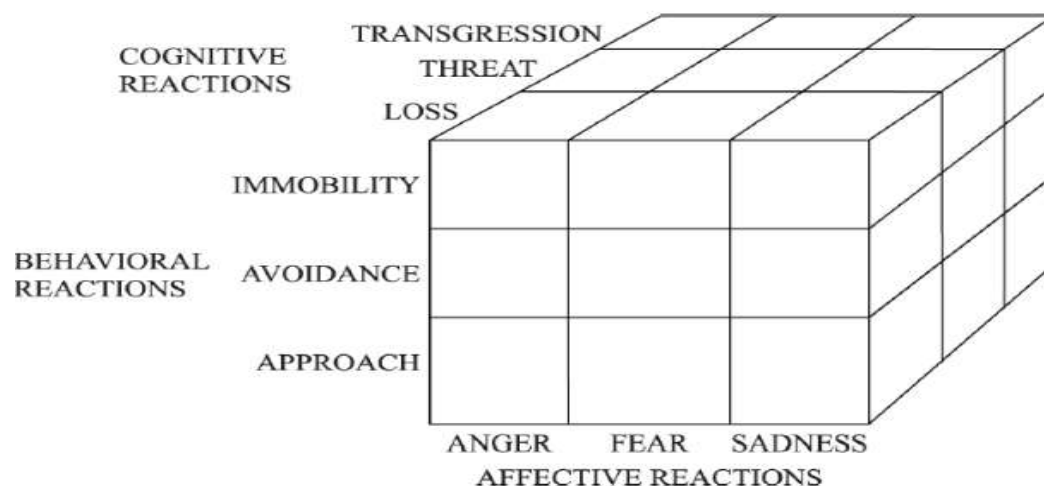 TRANSGRESSION
COGNITIVE
REACTIONS
THREAT
LOSS
IMMOBILITY
BEHAVIORAL
REACTIONS
AVOIDANCE
APPROACH
ANGER FEAR SADNESS
AFFECTIVE REACTIONS